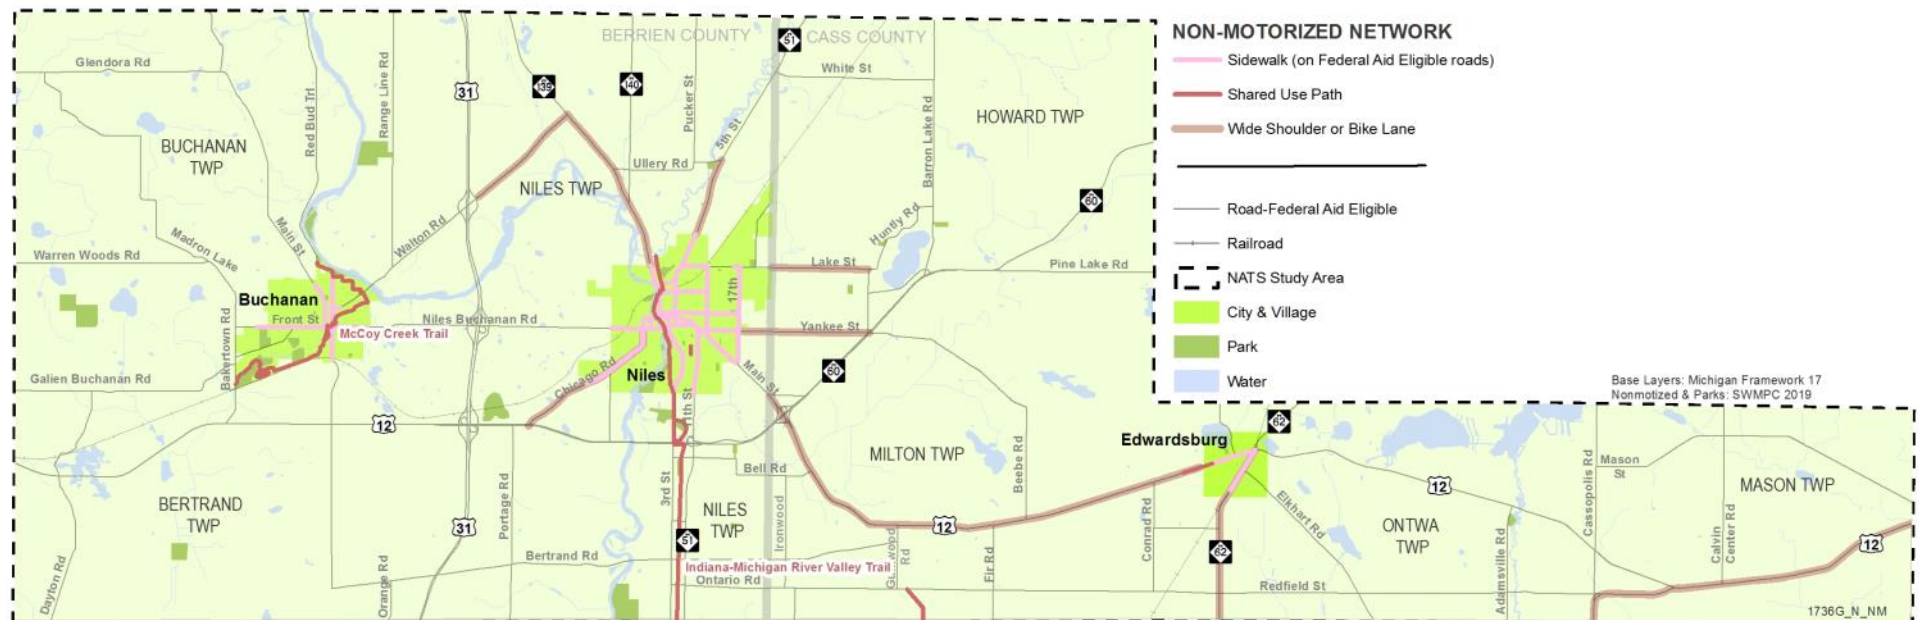 BERRIEN COUNTY
CASS COUNTY
51
NON-MOTORIZED NETWORK
Sidewalk (on Federal Aid Eligible roads)
Shared Use Path
Wide Shoulder or Bike Lane
Road-Federal Aid Eligible
Railroad
NATS Study Area
City & Village
Park
Water
Base Layers: Michigan Framework 17
Nonmotized & Parks: SWMPC 2019
Glendora Rd
Red Bud Trl
Range Line Rd
31
139
140
Pucker St
5th St
White St
Barron Lake Rd
HOWARD TWP
BUCHANAN
TWP
NILES TWP
Ullery Rd
60
Main St
Madron Lake
Walton Rd
Huntly Rd
Warren Woods Rd
Lake St
Pine Lake Rd
Buchanan
17th
Front St
Niles Buchanan Rd
Yankee St
McCoy Creek Trail
Bakertown Rd
Galien Buchanan Rd
Chicago Rd
Niles
Main St
60
11th St
12
MILTON TWP
Beebe Rd
Edwardsburg
62
Bell Rd
Cassopolis Rd
Mason
St
MASON TWP
BERTRAND
TWP
Portage Rd
3rd St
NILES
TWP
Ironwood
12
Conrad Rd
Elkhart Rd
12
ONTWA
TWP
Adamsville Rd
Calvin
Center Rd
12
31
51
62
Dayton Rd
Orange Rd
Bertrand Rd
Indiana-Michigan River Valley Trail
Ontario Rd
Rd
Fir Rd
Redfield St
1736G_N_NM